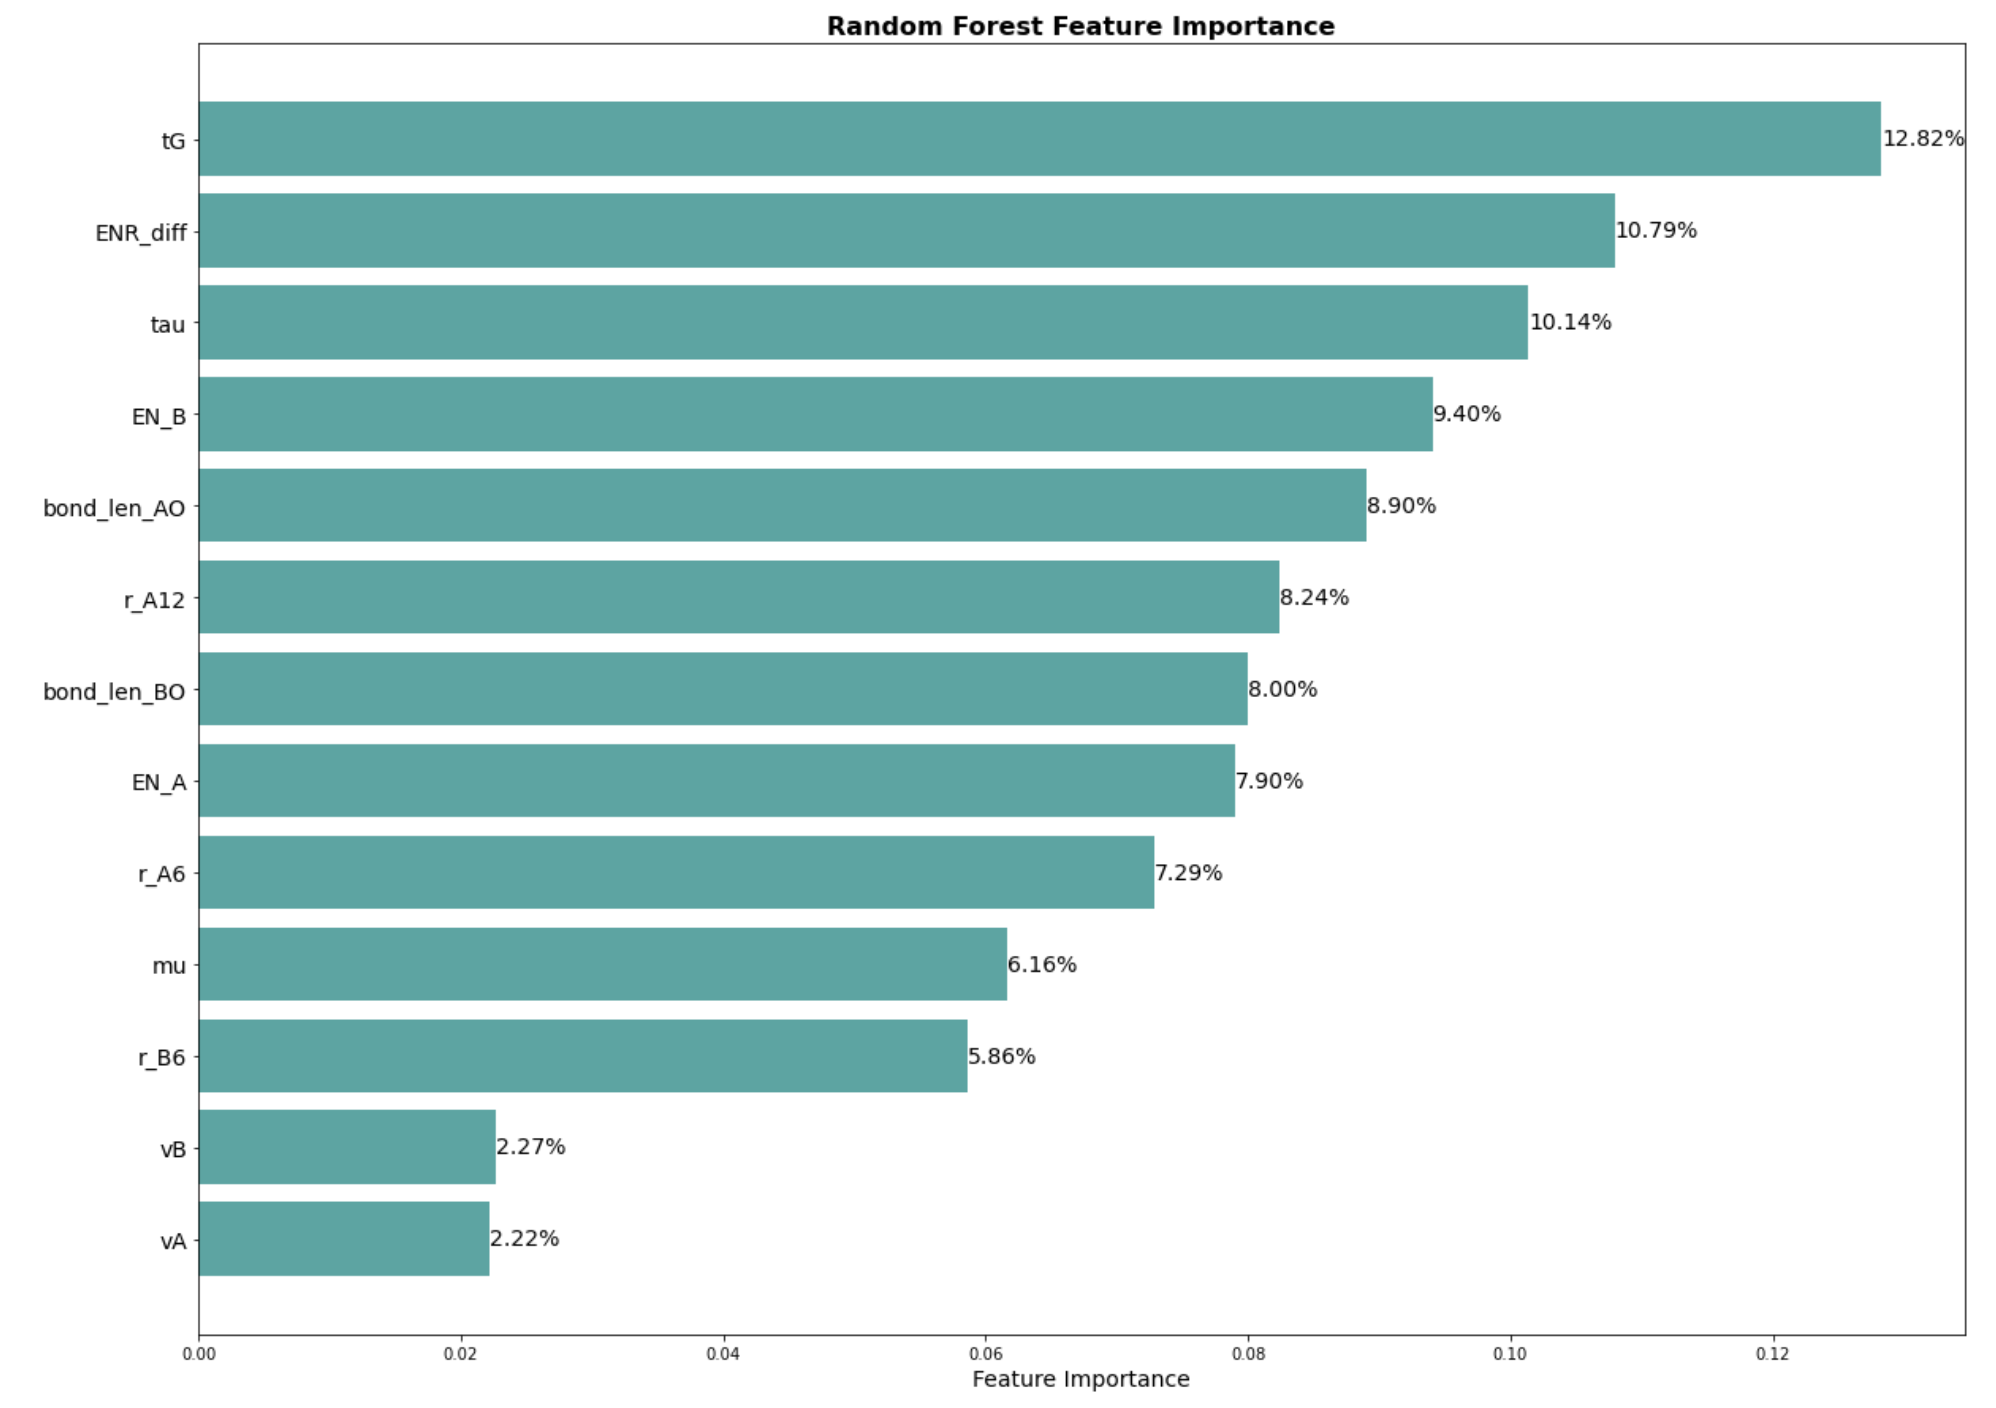 Random Forest Feature Importance
tG 12.82%
ENR_diff 10.79%
tau 10.14%
EN_B 9.40%
bond_len_AO 8.90%
r_A12 8.24%
bond_len_BO 8.00%
EN_A 7.90%
r_A6 7.29%
mu 6.16%
r_B6 5.86%
vB 2.27%
vA 2.22%
0.00 0.02 0.04 0.06 0.08 0.10 0.12
Feature Importance